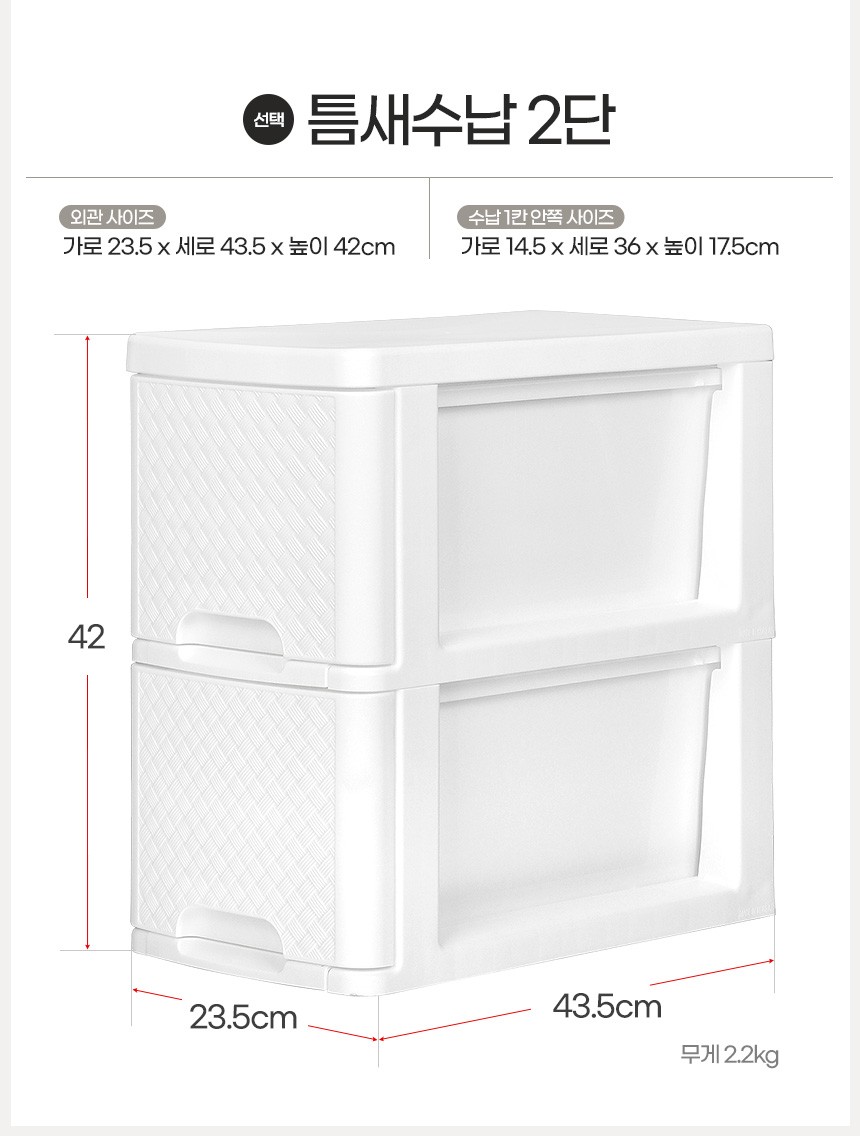 선택 틈새수납 2단
외관 사이즈
가로 23.5 x 세로 43.5 x 높이 42cm
수납 1칸 안쪽 사이즈
가로 14.5 x 세로 36 x 높이 17.5cm
42
23.5cm
43.5cm
무게 2.2kg